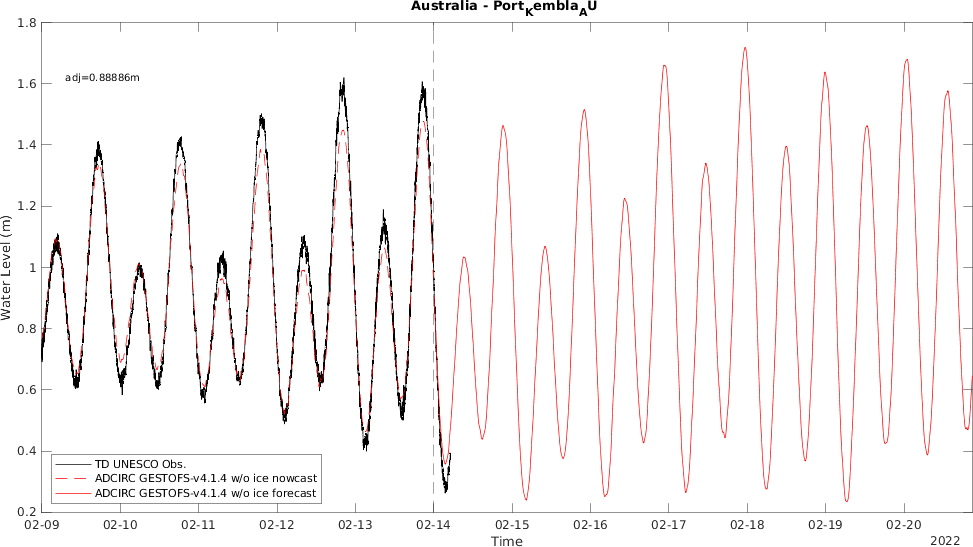 Australia - PortKemblaAU
adj=0.88886m
Water Level (m)
1.8
1.6
1.4
1.2
1
0.8
0.6
0.4
0.2
TD UNESCO Obs.
ADCIRC GESTOFS-v4.1.4 w/o ice nowcast
ADCIRC GESTOFS-v4.1.4 w/o ice forecast
02-09 02-10 02-11 02-12 02-13 02-14 02-15 02-16 02-17 02-18 02-19 02-20
Time
2022